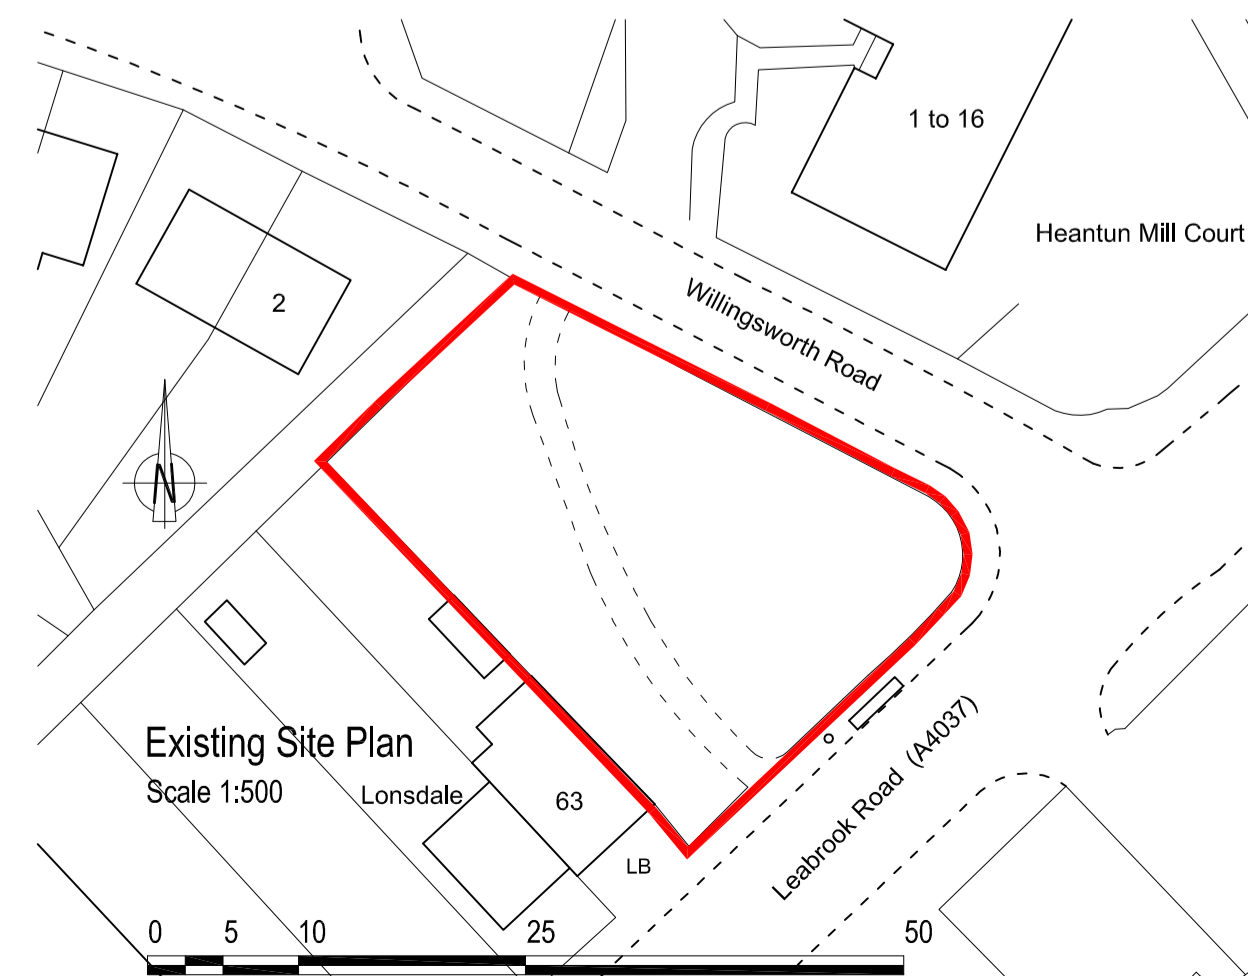 1 to 16
Heantun Mill Court
Willingsworth Road
2
N
Existing Site Plan
Scale 1:500
Lonsdale
63
LB
Leabrook Road (A4037)
0 5 10 25 50